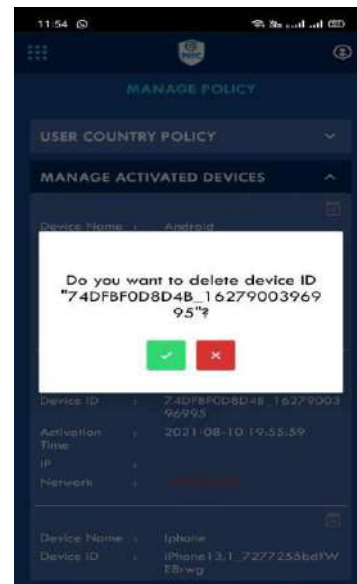 11:54
NIC
MANAGE POLICY
USER COUNTRY POLICY
MANAGE ACTIVATED DEVICES
Device Name : Android
Do you want to delete device ID
"74DFBF0D8D4B_16279003969
95"?
Device ID : 74DFBF0D8D4B_16279003
96995
Activation : 2021-08-10 19:55:59
Time
IP :
Network :
Device Name : Iphone
Device ID : iPhone13,1_7277255bdfW
EBrwg